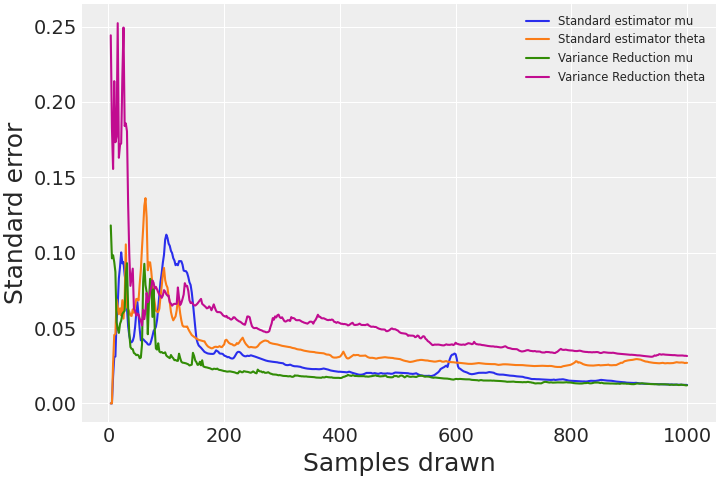 Standard estimator mu
Standard estimator theta
Variance Reduction mu
Variance Reduction theta
Standard error
0.25
0.20
0.15
0.10
0.05
0.00
0 200 400 600 800 1000
Samples drawn